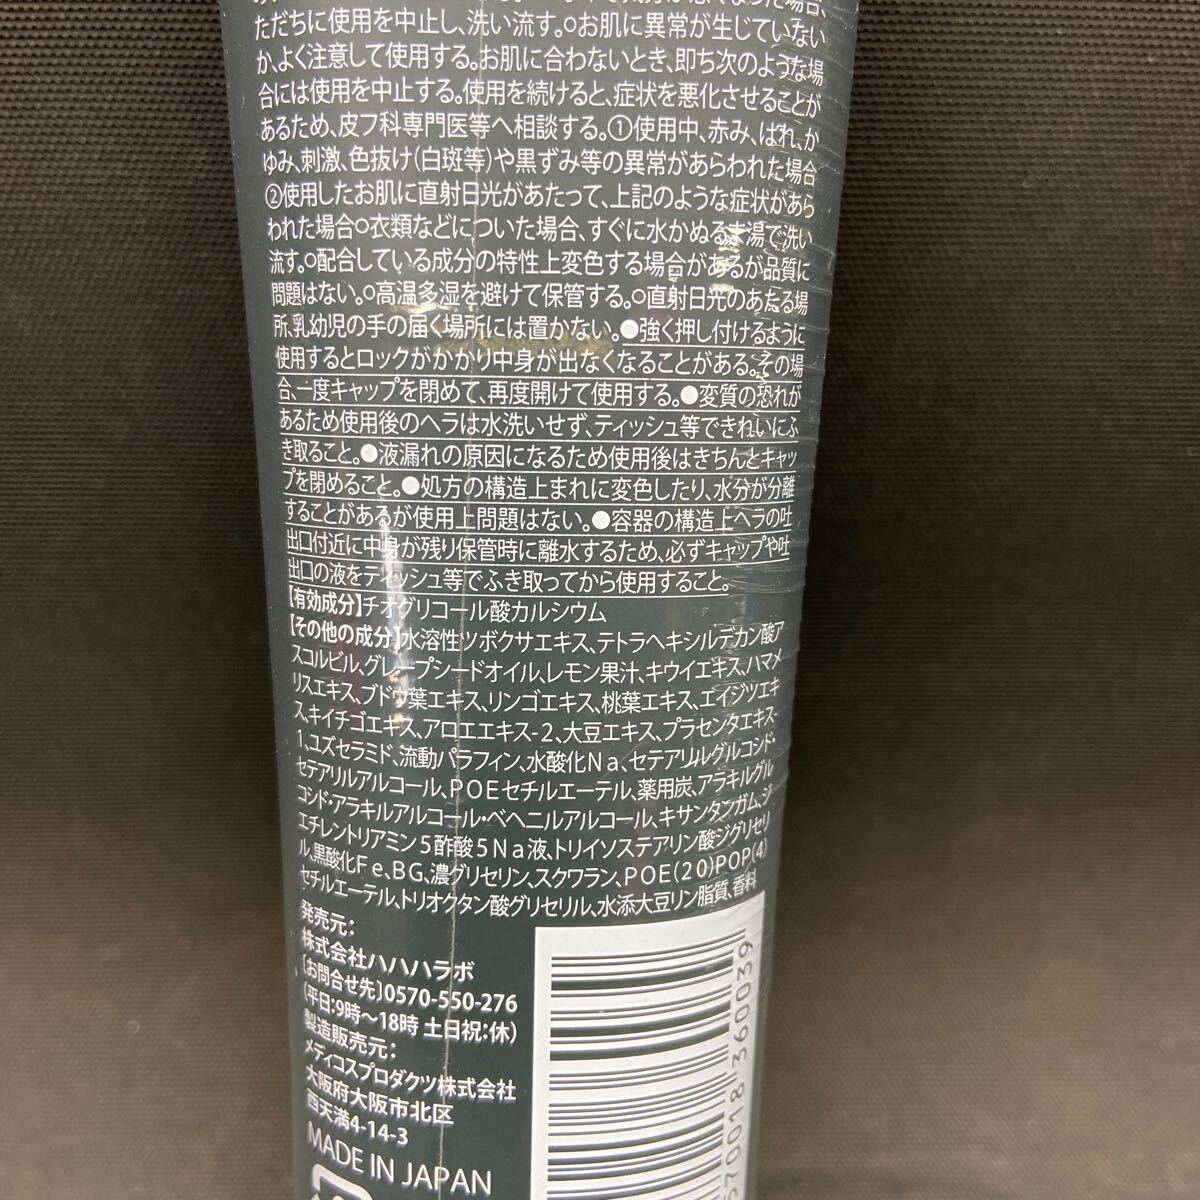 ただちに使用を中止し、洗い流す。○お肌に異常が生じていない
か、よく注意して使用する。お肌に合わないとき、即ち次のような場
合には使用を中止する。使用を続けると、症状を悪化させることが
あるため、皮フ科専門医等へ相談する。①使用中、赤み、はれ、か
ゆみ、刺激、色抜け(白斑等)や黒ずみ等の異常があらわれた場合
②使用したお肌に直射日光があたって、上記のような症状があら
われた場合○衣類などについた場合、すぐに水かぬるま湯で洗い
流す。○配合している成分の特性上変色する場合があるが品質に
問題はない。○高温多湿を避けて保管する。○直射日光のあたる場
所、乳幼児の手の届く場所には置かない。●強く押し付けるように
使用するとロックがかかり中身が出なくなることがある。その場
合、一度キャップを閉めて、再度開けて使用する。●変質の恐れが
あるため使用後のヘラは水洗いせず、ティッシュ等できれいにふ
き取ること。●液漏れの原因になるため使用後はきちんとキャッ
プを閉めること。●処方の構造上まれに変色したり、水分が分離
することがあるが使用上問題はない。●容器の構造上ヘラの吐
出口付近に中身が残り保管時に離水するため、必ずキャップや吐
出口の液をティッシュ等でふき取ってから使用すること。
【有効成分】チオグリコール酸カルシウム
【その他の成分】水溶性ツボクサエキス、テトラヘキシルデカン酸ア
スコルビル、グレープシードオイル、レモン果汁、キウイエキス、ハマメ
リスエキス、ブドウ葉エキス、リンゴエキス、桃葉エキス、エイジツエキ
ス、キイチゴエキス、アロエエキス-2、大豆エキス、プラセンタエキス-
1、ユズセラミド、流動パラフィン、水酸化Na、セテアリルグルコシド・
セテアリルアルコール、POEセチルエーテル、薬用炭、アラキルグル
コシド・アラキルアルコール・ベヘニルアルコール、キサンタンガム、ジ
エチレントリアミン5酢酸5Na液、トリイソステアリン酸ジグリセリ
ル、黒酸化Fe、BG、濃グリセリン、スクワラン、POE(20)POP(4)
セチルエーテル、トリオクタン酸グリセリル、水添大豆リン脂質、香料
発売元:
株式会社ハハハラボ
[お問合せ先]0570-550-276
(平日:9時〜18時 土日祝:休)
製造販売元:
メディコスプロダクツ株式会社
大阪府大阪市北区
西天満4-14-3
MADE IN JAPAN
570018 360039